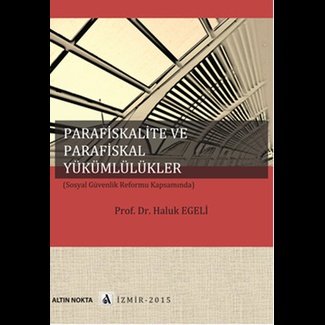 PARAFİSKALİTE VE
PARAFİSKAL
YÜKÜMLÜLÜKLER
(Sosyal Güvenlik Reformu Kapsamında)
Prof. Dr. Haluk EGELİ
ALTIN NOKTA İZMİR-2015